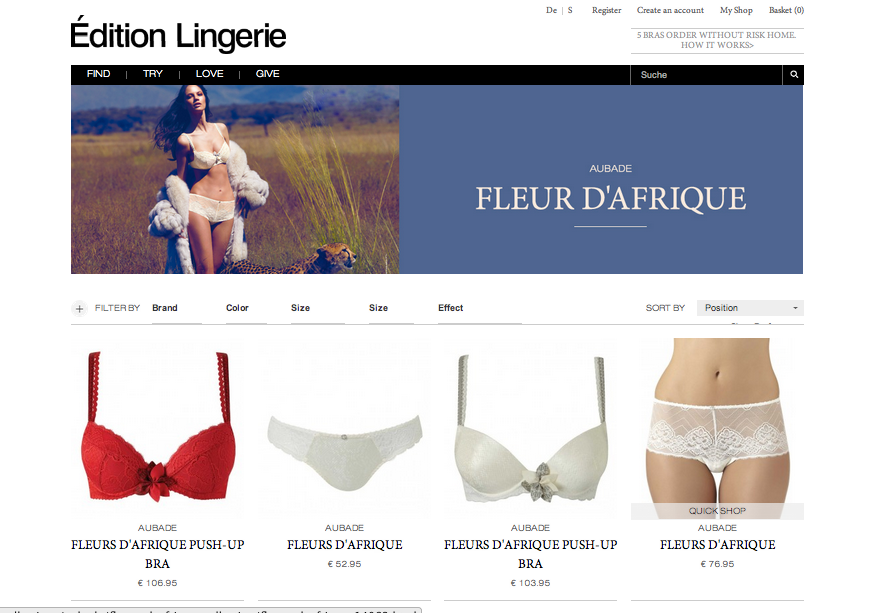 De | S Register Create an account My Shop Basket (0)
Édition Lingerie
5 BRAS ORDER WITHOUT RISK HOME.
HOW IT WORKS>
FIND | TRY | LOVE | GIVE
Suche
AUBADE
FLEUR D'AFRIQUE
+ FILTER BY Brand Color Size Size Effect
SORT BY Position
QUICK SHOP
AUBADE
FLEURS D'AFRIQUE PUSH-UP
BRA
€ 106.95
AUBADE
FLEURS D'AFRIQUE
€ 52.95
AUBADE
FLEURS D'AFRIQUE PUSH-UP
BRA
€ 103.95
AUBADE
FLEURS D'AFRIQUE
€ 76.95